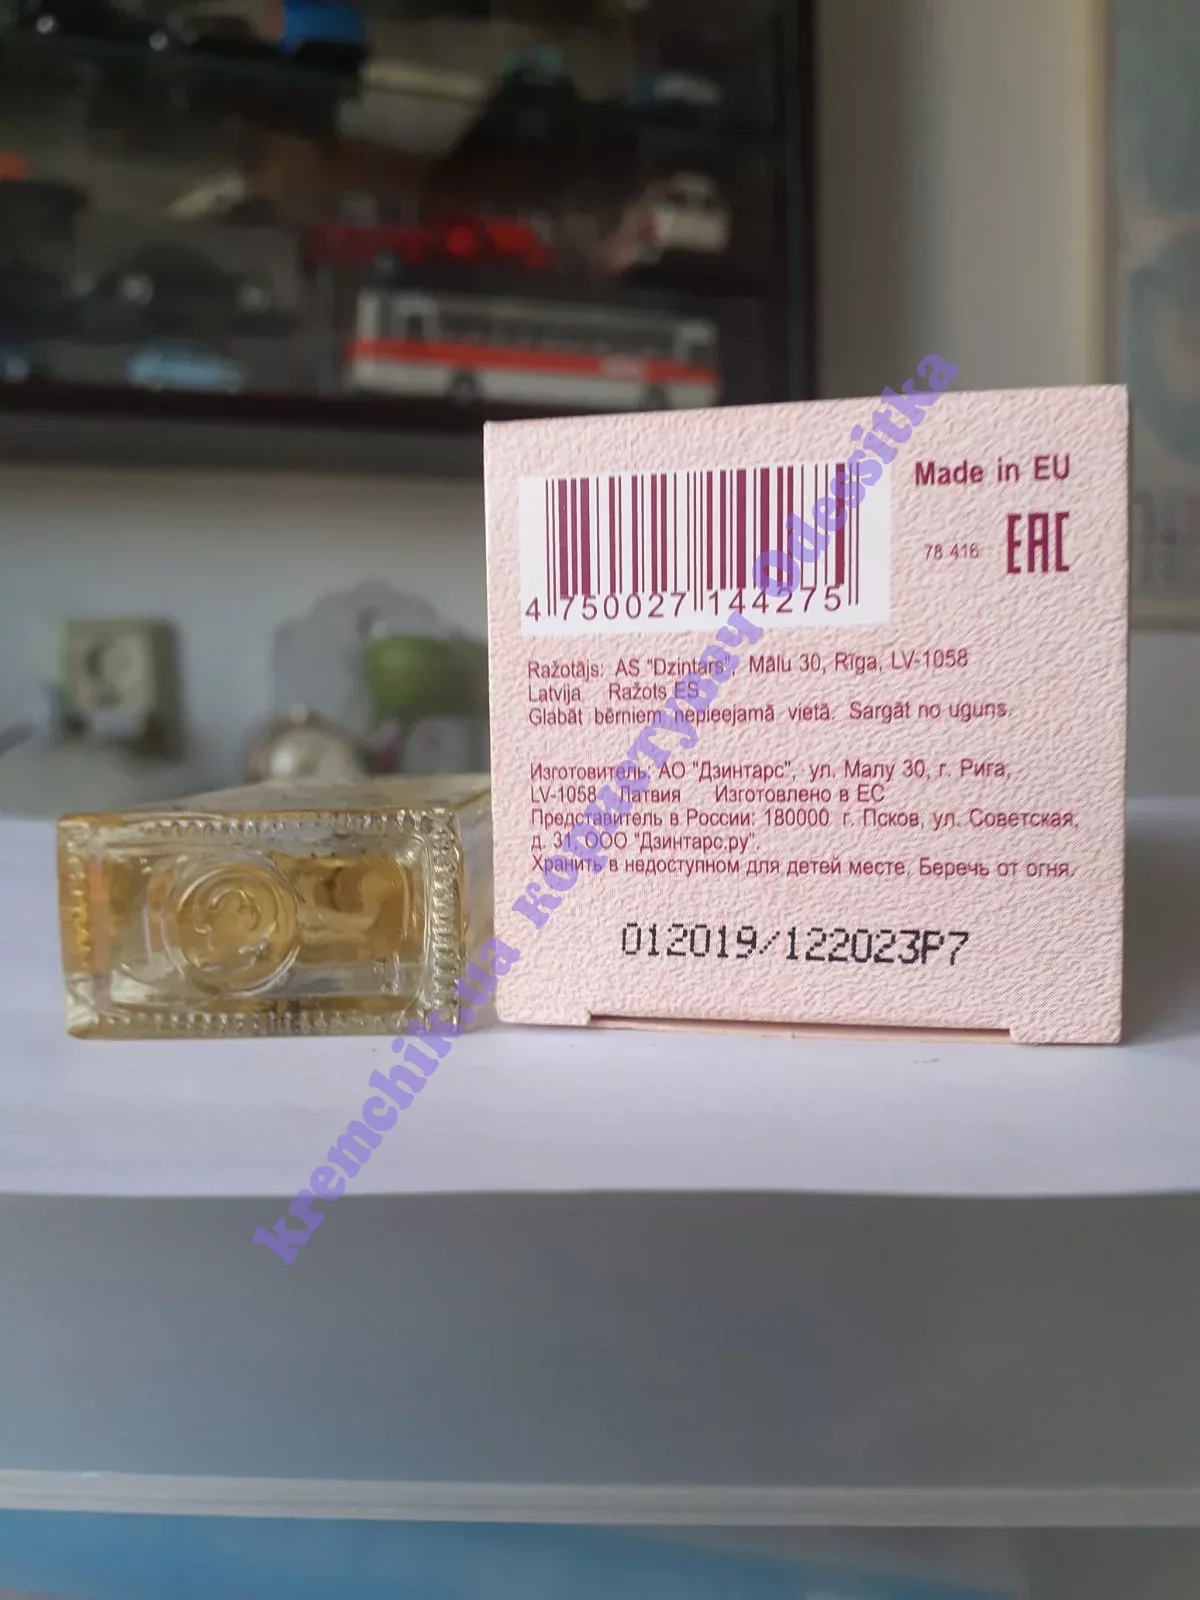 Made in EU
78 416 EAC
4 750027 144275
Ražotājs: AS "Dzintars", Mālu 30, Rīga, LV-1058
Latvija Ražots ES
Glabāt bērniem nepieejamā vietā. Sargāt no uguns.
Изготовитель: АО "Дзинтарс", ул. Малу 30, г. Рига,
LV-1058 Латвия Изготовлено в ЕС
Представитель в России: 180000 г. Псков, ул. Советская,
д. 31, ООО "Дзинтарс.ру".
Хранить в недоступном для детей месте. Беречь от огня.
012019/122023P7
kremchik.ua користувач Odessitka